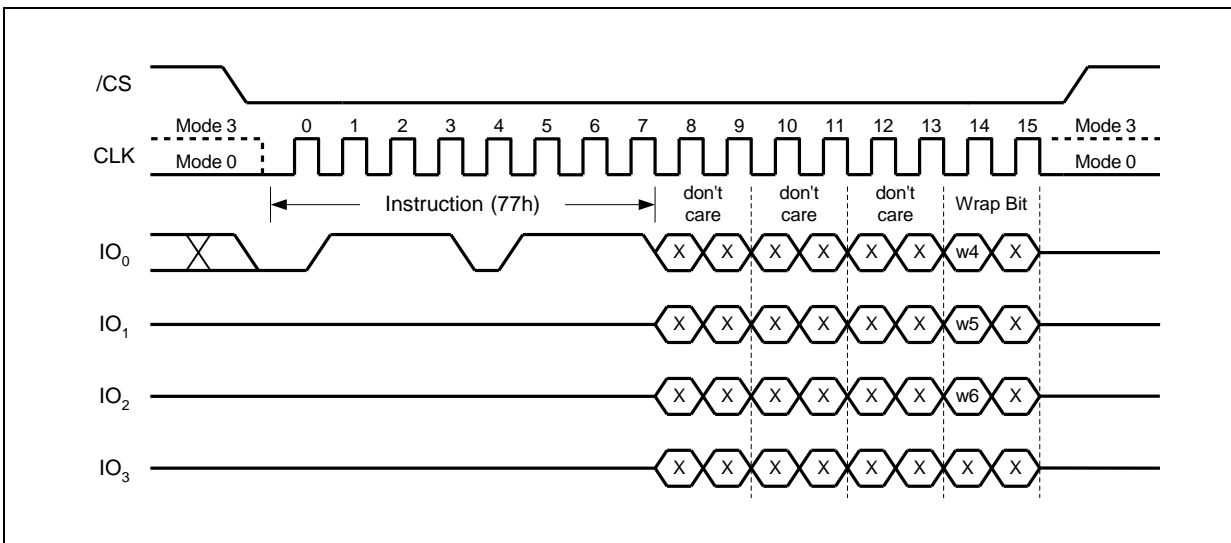 /CS
Mode 3 0 1 2 3 4 5 6 7 8 9 10 11 12 13 14 15 Mode 3
CLK
Mode 0 Mode 0
Instruction (77h) don't care don't care don't care Wrap Bit
IO0 X X X X X X w4 X
IO1 X X X X X X w5 X
IO2 X X X X X X w6 X
IO3 X X X X X X X X